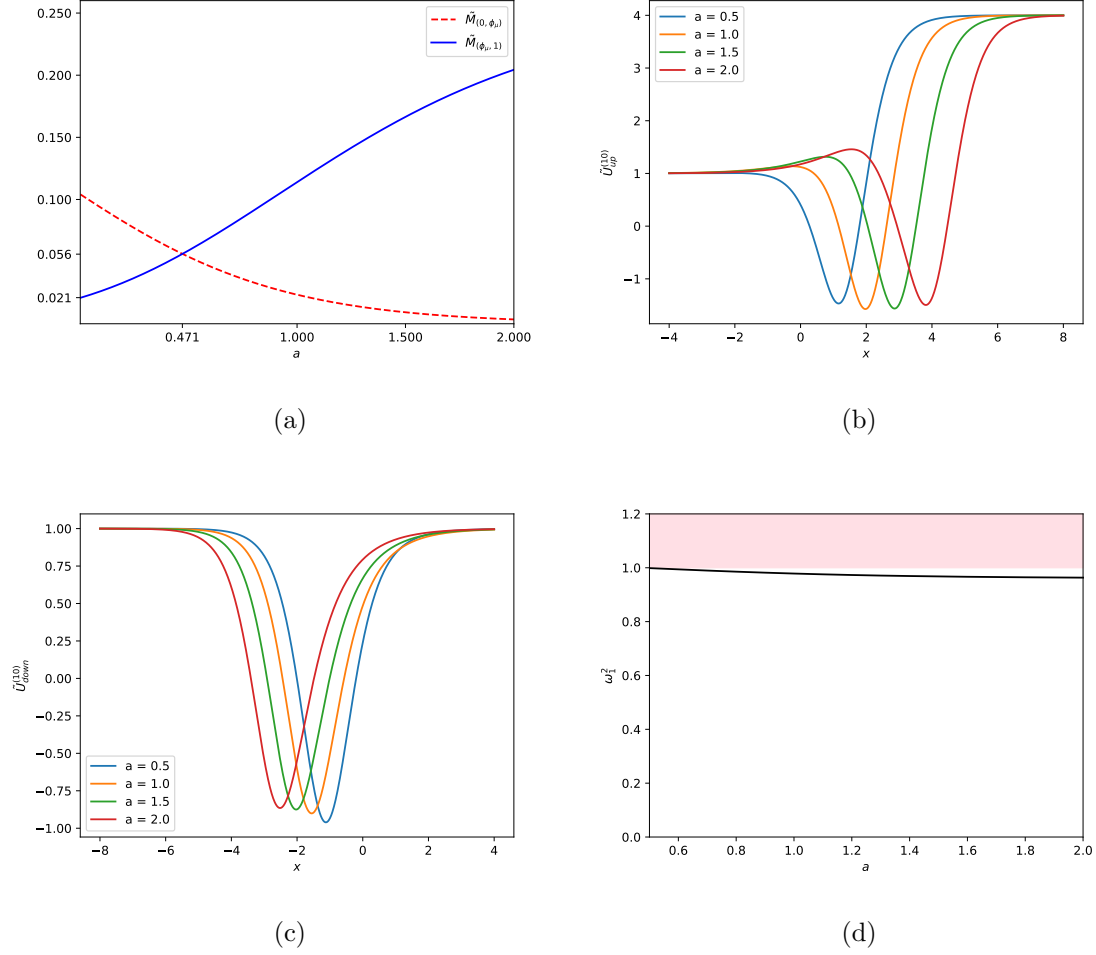 0.250
0.200
0.150
0.100
0.056
0.021
0.471
1.000
1.500
2.000
a
M̃(0, ϕμ)
M̃(ϕμ, 1)
(a)
4
3
2
1
0
−1
−4
−2
0
2
4
6
8
x
Ũup(10)
a = 0.5
a = 1.0
a = 1.5
a = 2.0
(b)
1.00
0.75
0.50
0.25
0.00
−0.25
−0.50
−0.75
−1.00
−8
−6
−4
−2
0
2
4
x
Ũdown(10)
a = 0.5
a = 1.0
a = 1.5
a = 2.0
(c)
1.2
1.0
0.8
0.6
0.4
0.2
0.0
0.6
0.8
1.0
1.2
1.4
1.6
1.8
2.0
a
ω₁²
(d)